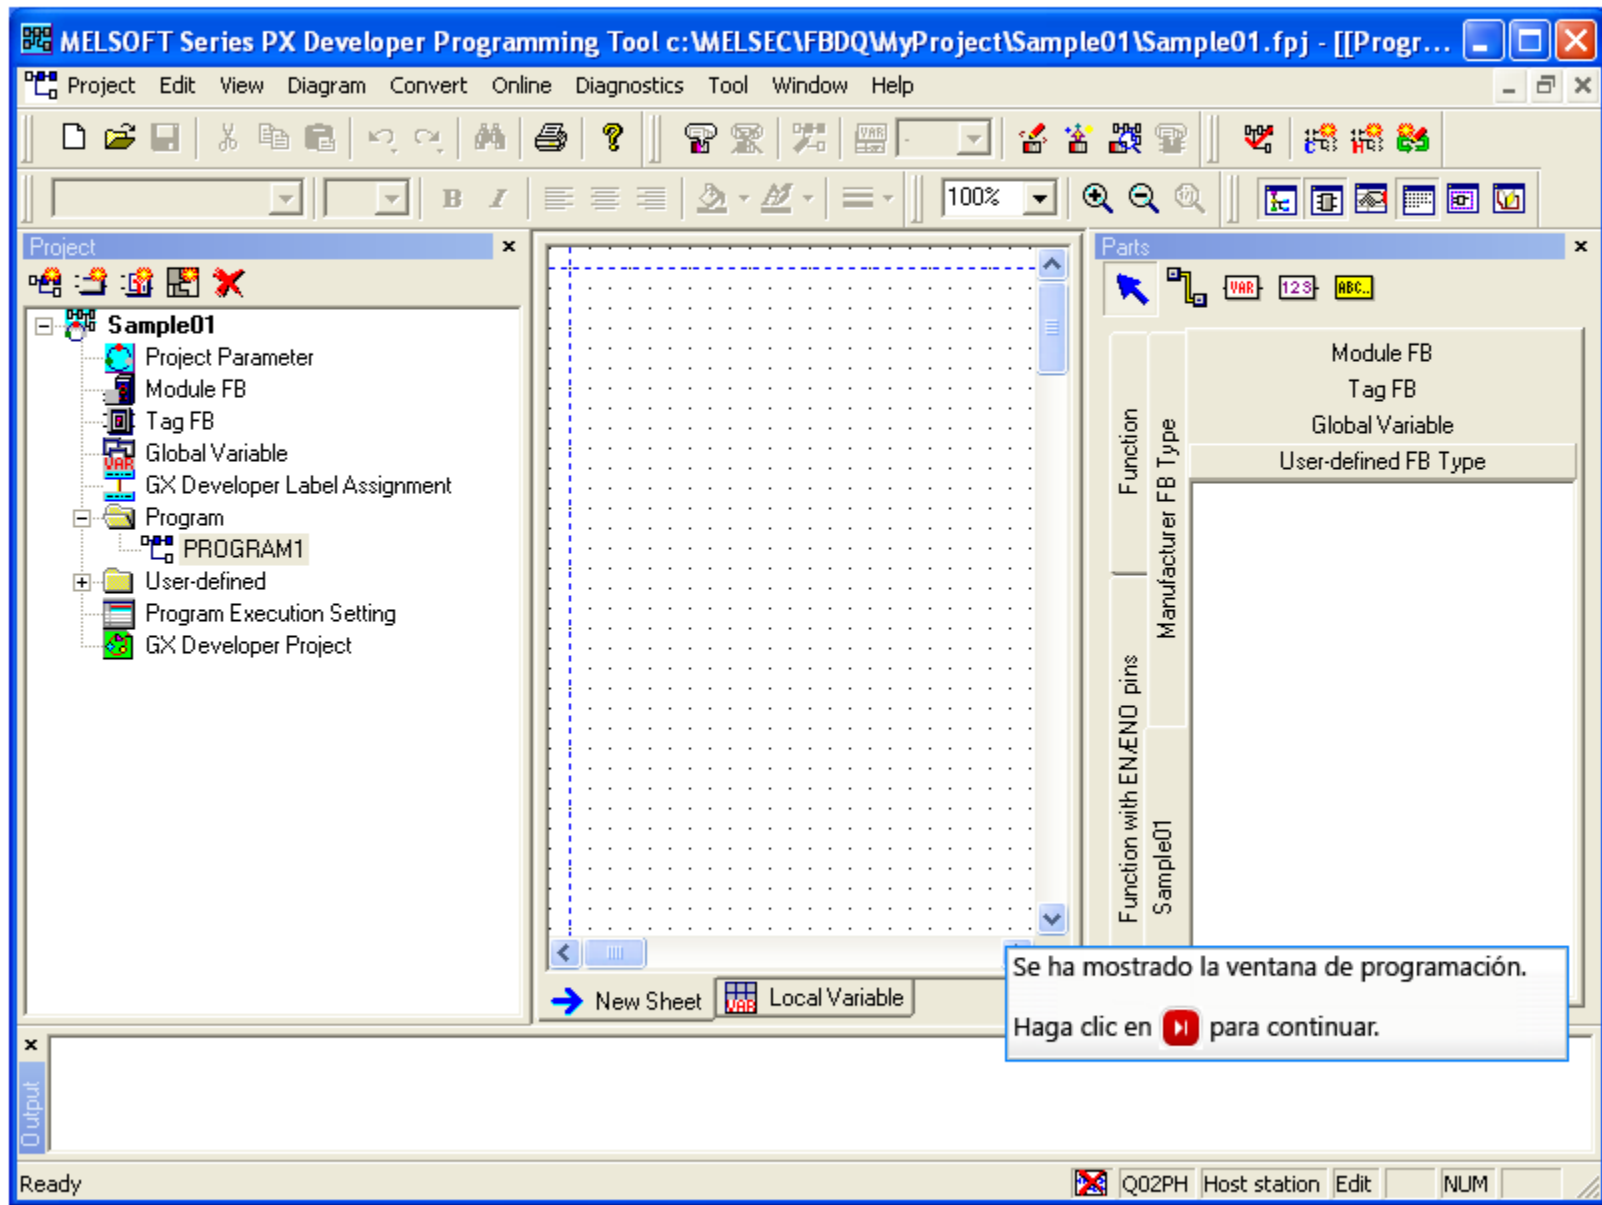 MELSOFT Series PX Developer Programming Tool c:\MELSEC\FBDQ\MyProject\Sample01\Sample01.fpj - [[Progr...
Project Edit View Diagram Convert Online Diagnostics Tool Window Help
VAR -
B I 100%
Project
Sample01
Project Parameter
Module FB
Tag FB
Global Variable
GX Developer Label Assignment
Program
PROGRAM1
User-defined
Program Execution Setting
GX Developer Project
New Sheet Local Variable
Parts
VAR 123 ABC..
Function
Manufacturer FB Type
Function with EN/ENO pins
Sample01
Module FB
Tag FB
Global Variable
User-defined FB Type
Se ha mostrado la ventana de programación.
Haga clic en para continuar.
Output
Ready Q02PH Host station Edit NUM